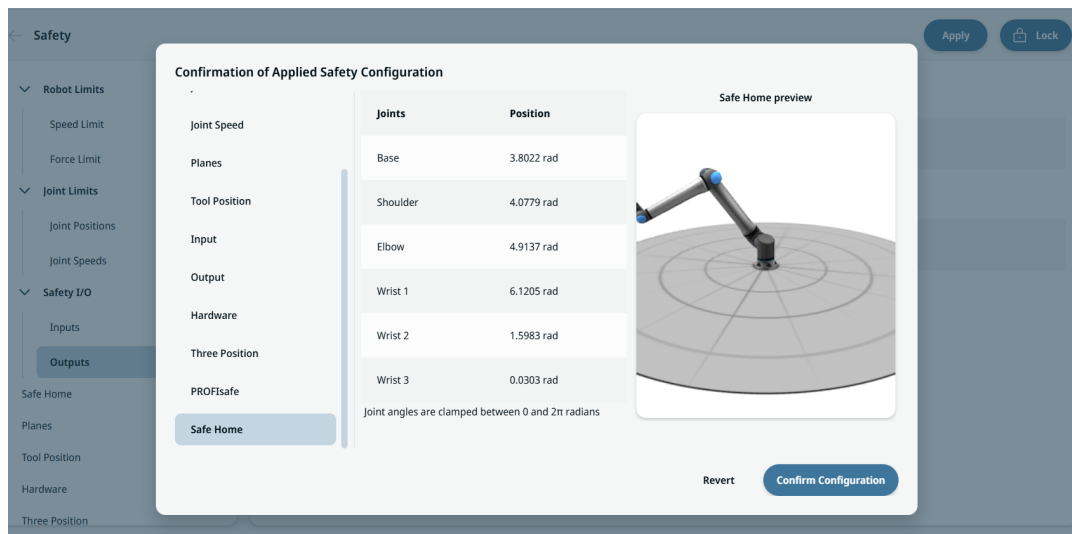 Safety
Apply
Lock
Robot Limits
Speed Limit
Force Limit
Joint Limits
Joint Positions
Joint Speeds
Safety I/O
Inputs
Outputs
Safe Home
Planes
Tool Position
Hardware
Three Position
Confirmation of Applied Safety Configuration
Joint Speed
Planes
Tool Position
Input
Output
Hardware
Three Position
PROFIsafe
Safe Home
Joints Position
Base 3.8022 rad
Shoulder 4.0779 rad
Elbow 4.9137 rad
Wrist 1 6.1205 rad
Wrist 2 1.5983 rad
Wrist 3 0.0303 rad
Joint angles are clamped between 0 and 2π radians
Safe Home preview
Revert
Confirm Configuration